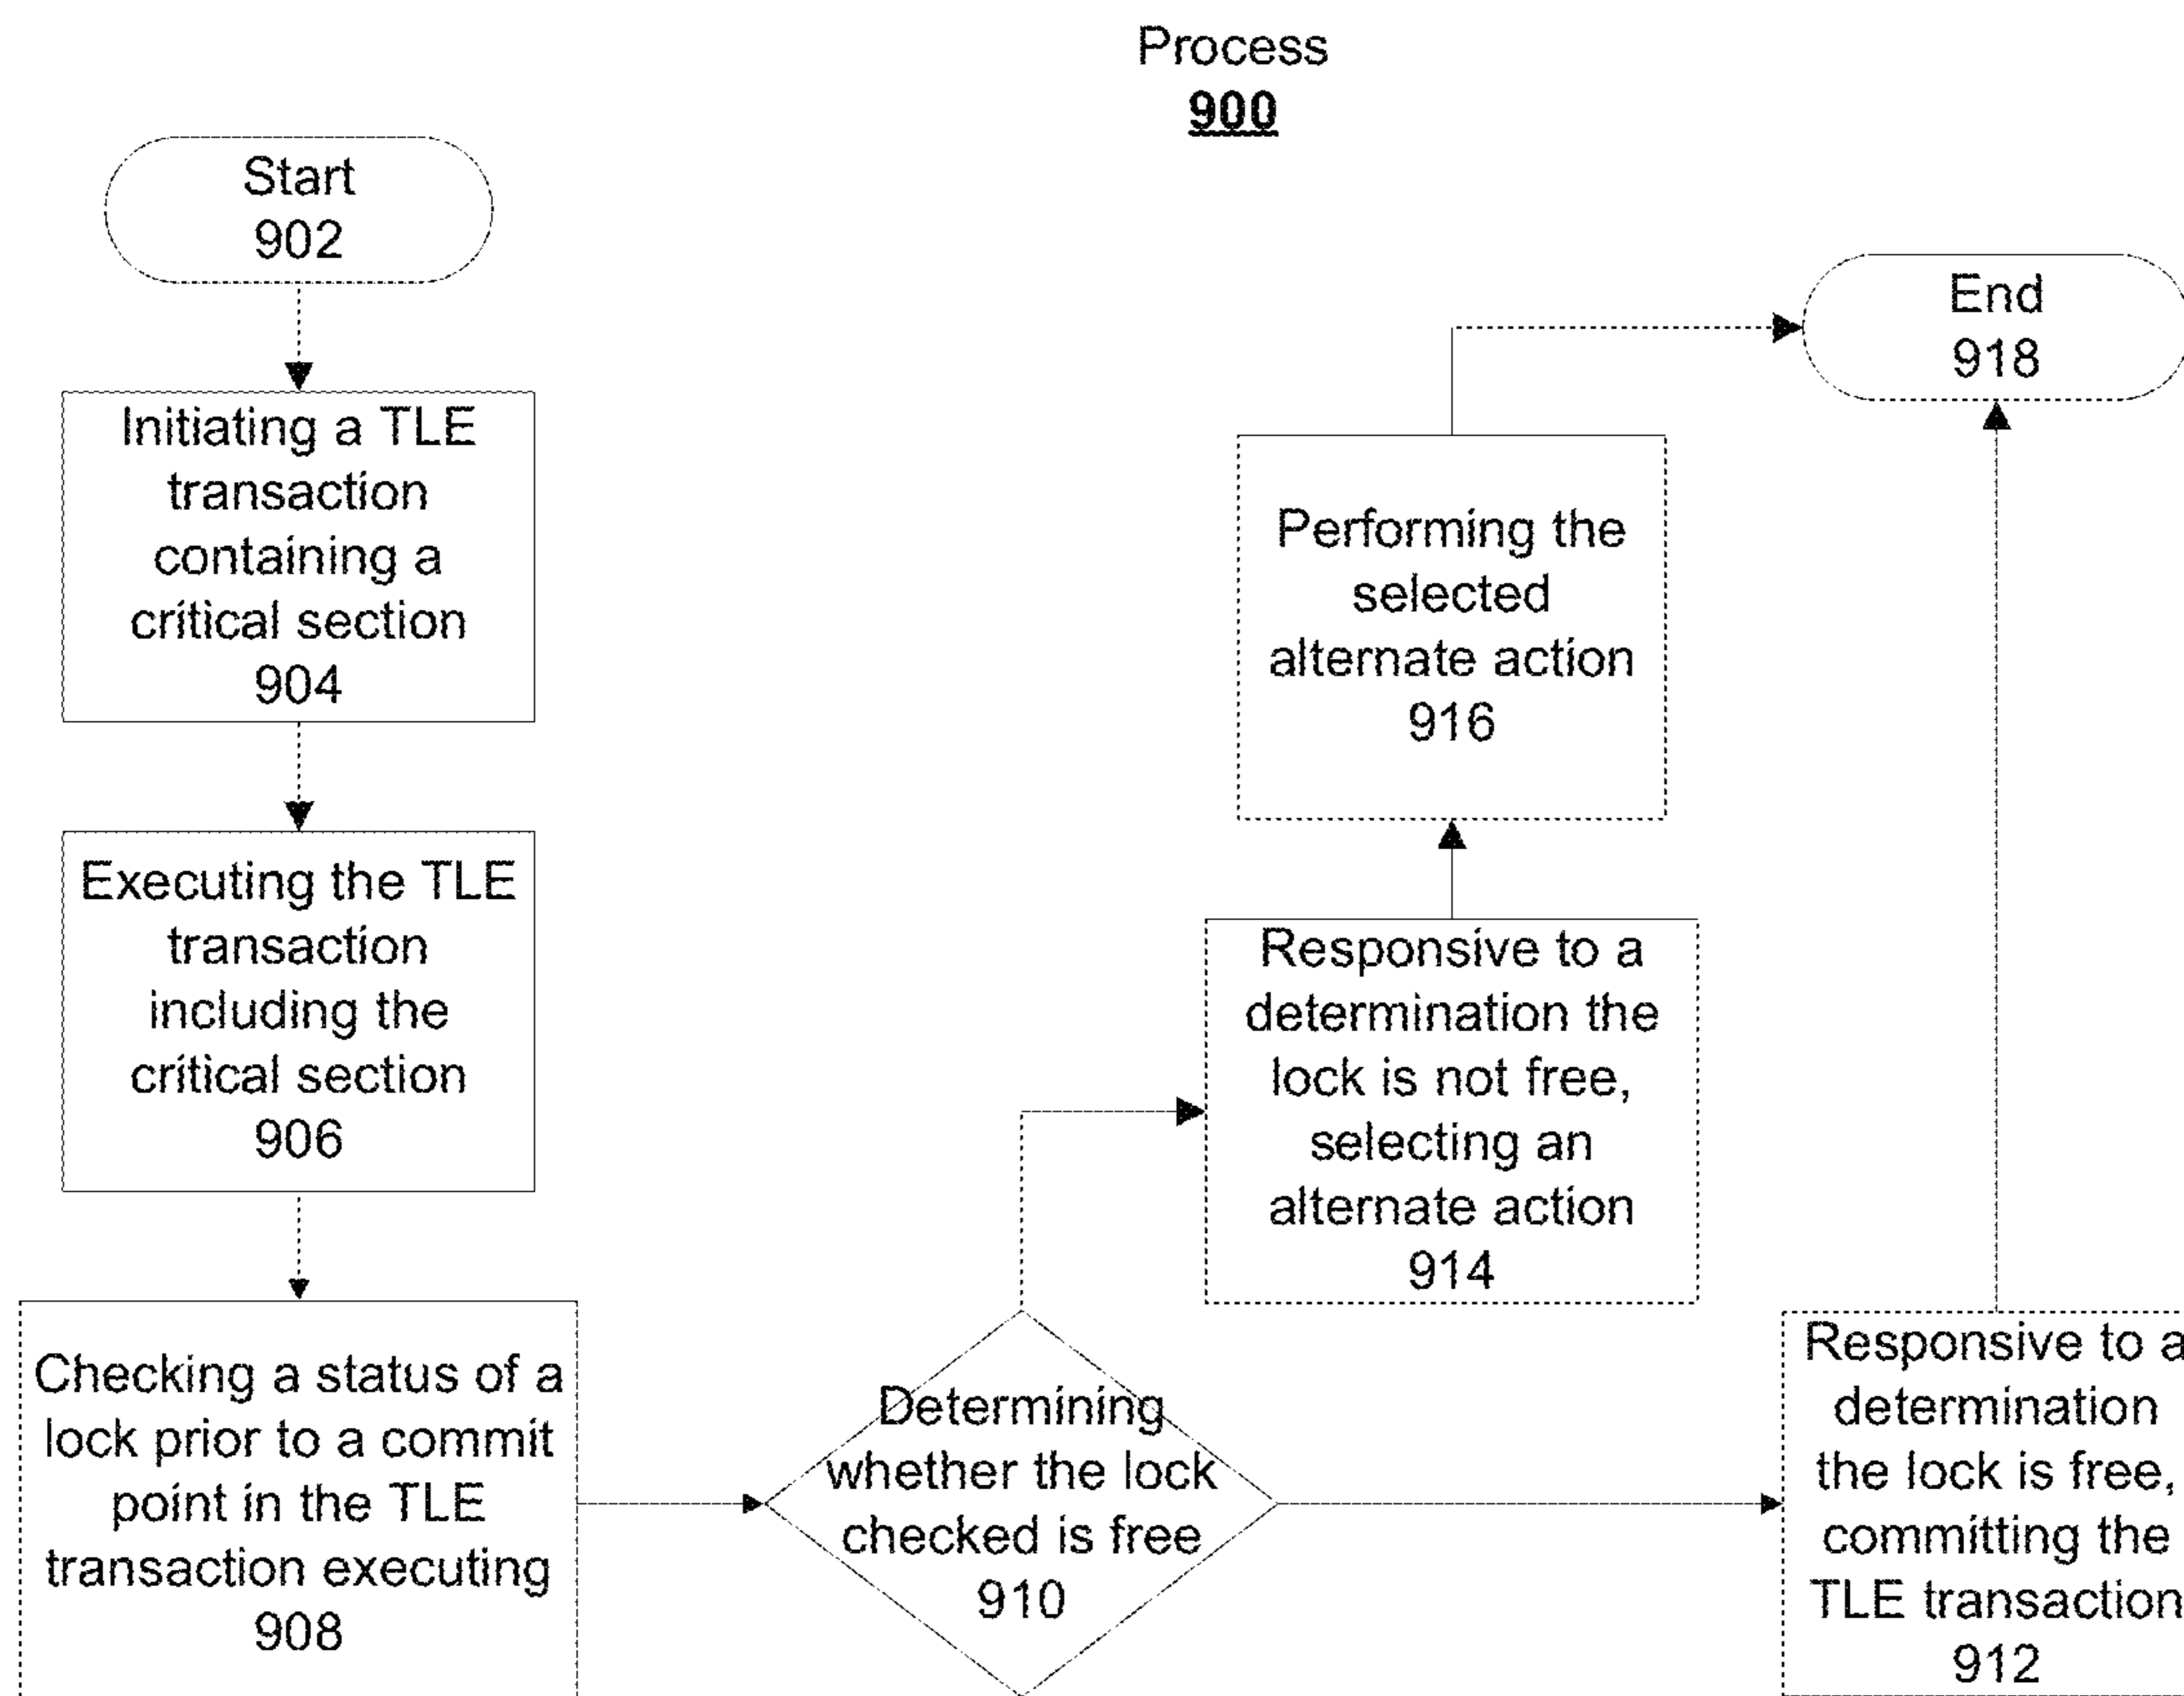 Process
900
Start
902
Initiating a TLE
transaction
containing a
critical section
904
Executing the TLE
transaction
including the
critical section
906
Checking a status of a
lock prior to a commit
point in the TLE
transaction executing
908
Determining
whether the lock
checked is free
910
Responsive to a
determination the
lock is not free,
selecting an
alternate action
914
Performing the
selected
alternate action
916
Responsive to a
determination
the lock is free,
committing the
TLE transaction
912
End
918